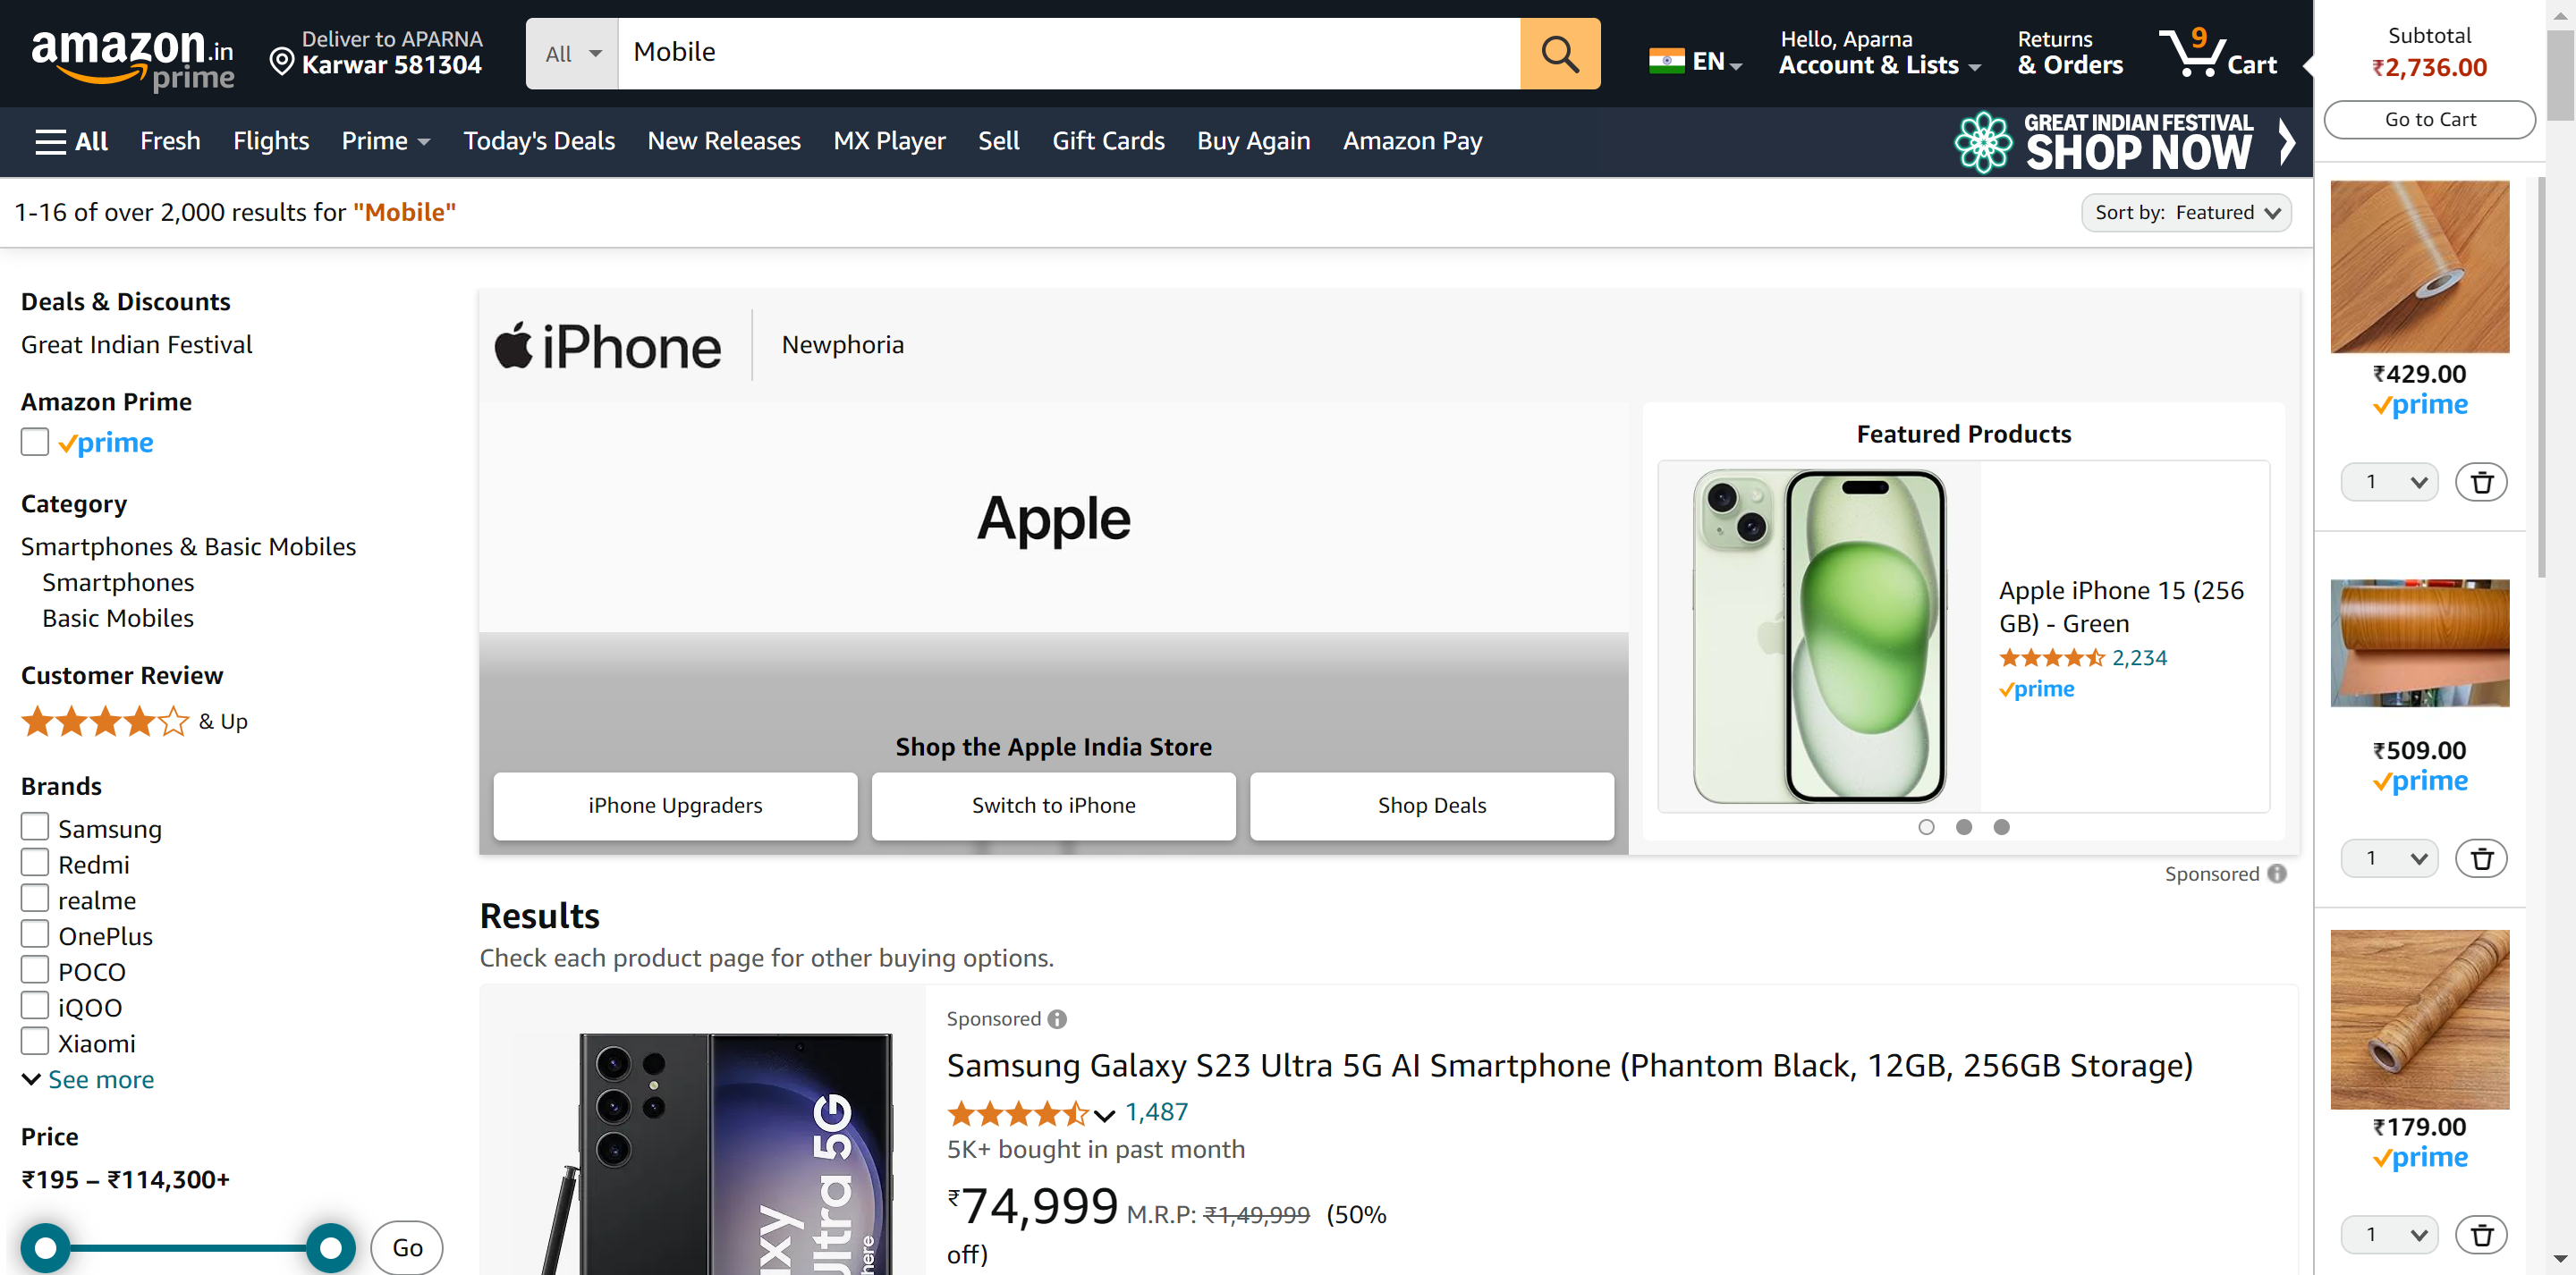 amazon.in
prime
Deliver to APARNA
Karwar 581304
All
Mobile
EN
Hello, Aparna
Account & Lists
Returns
& Orders
9
Cart
All
Fresh
Flights
Prime
Today's Deals
New Releases
MX Player
Sell
Gift Cards
Buy Again
Amazon Pay
GREAT INDIAN FESTIVAL
SHOP NOW
1-16 of over 2,000 results for "Mobile"
Sort by: Featured
Deals & Discounts
Great Indian Festival
Amazon Prime
prime
Category
Smartphones & Basic Mobiles
Smartphones
Basic Mobiles
Customer Review
& Up
Brands
Samsung
Redmi
realme
OnePlus
POCO
iQOO
Xiaomi
See more
Price
₹195 – ₹114,300+
Go
iPhone
Newphoria
Apple
Shop the Apple India Store
iPhone Upgraders
Switch to iPhone
Shop Deals
Featured Products
Apple iPhone 15 (256
GB) - Green
2,234
prime
Sponsored
Results
Check each product page for other buying options.
Sponsored
Samsung Galaxy S23 Ultra 5G AI Smartphone (Phantom Black, 12GB, 256GB Storage)
1,487
5K+ bought in past month
₹74,999 M.R.P: ₹1,49,999 (50%
off)
xy
Ultra 5G
here
Subtotal
₹2,736.00
Go to Cart
₹429.00
prime
1
₹509.00
prime
1
₹179.00
prime
1